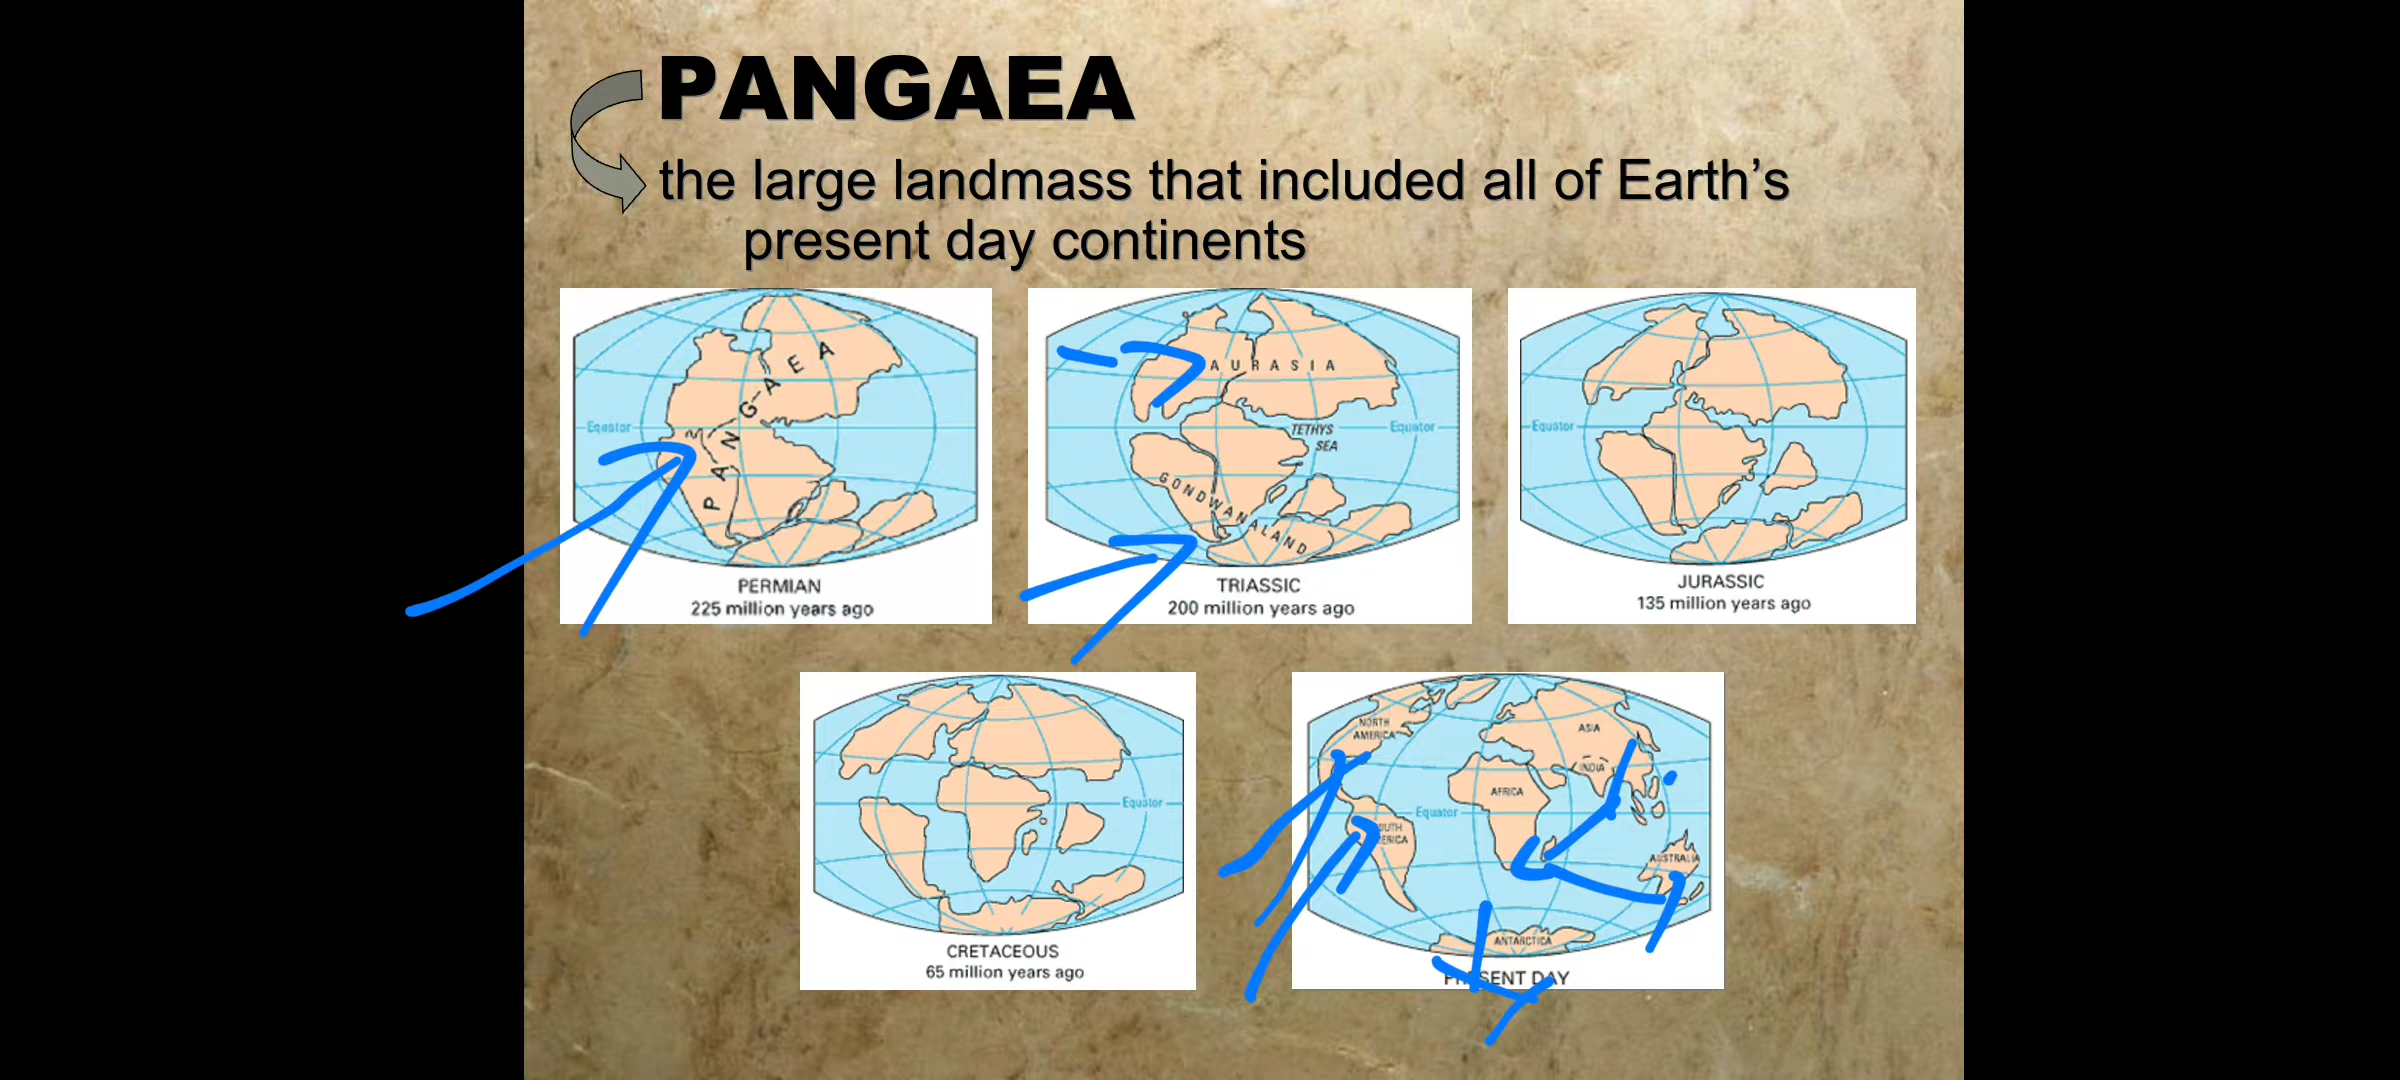 PANGAEA
the large landmass that included all of Earth's
present day continents
PANGAEA
Equator
PERMIAN
225 million years ago
AURASIA
TETHYS
SEA
Equator
GONDWANALAND
TRIASSIC
200 million years ago
Equator
JURASSIC
135 million years ago
Equator
CRETACEOUS
65 million years ago
NORTH
AMERICA
ASIA
INDIA
AFRICA
Equator
AUSTRALIA
ANTARCTICA
DAY